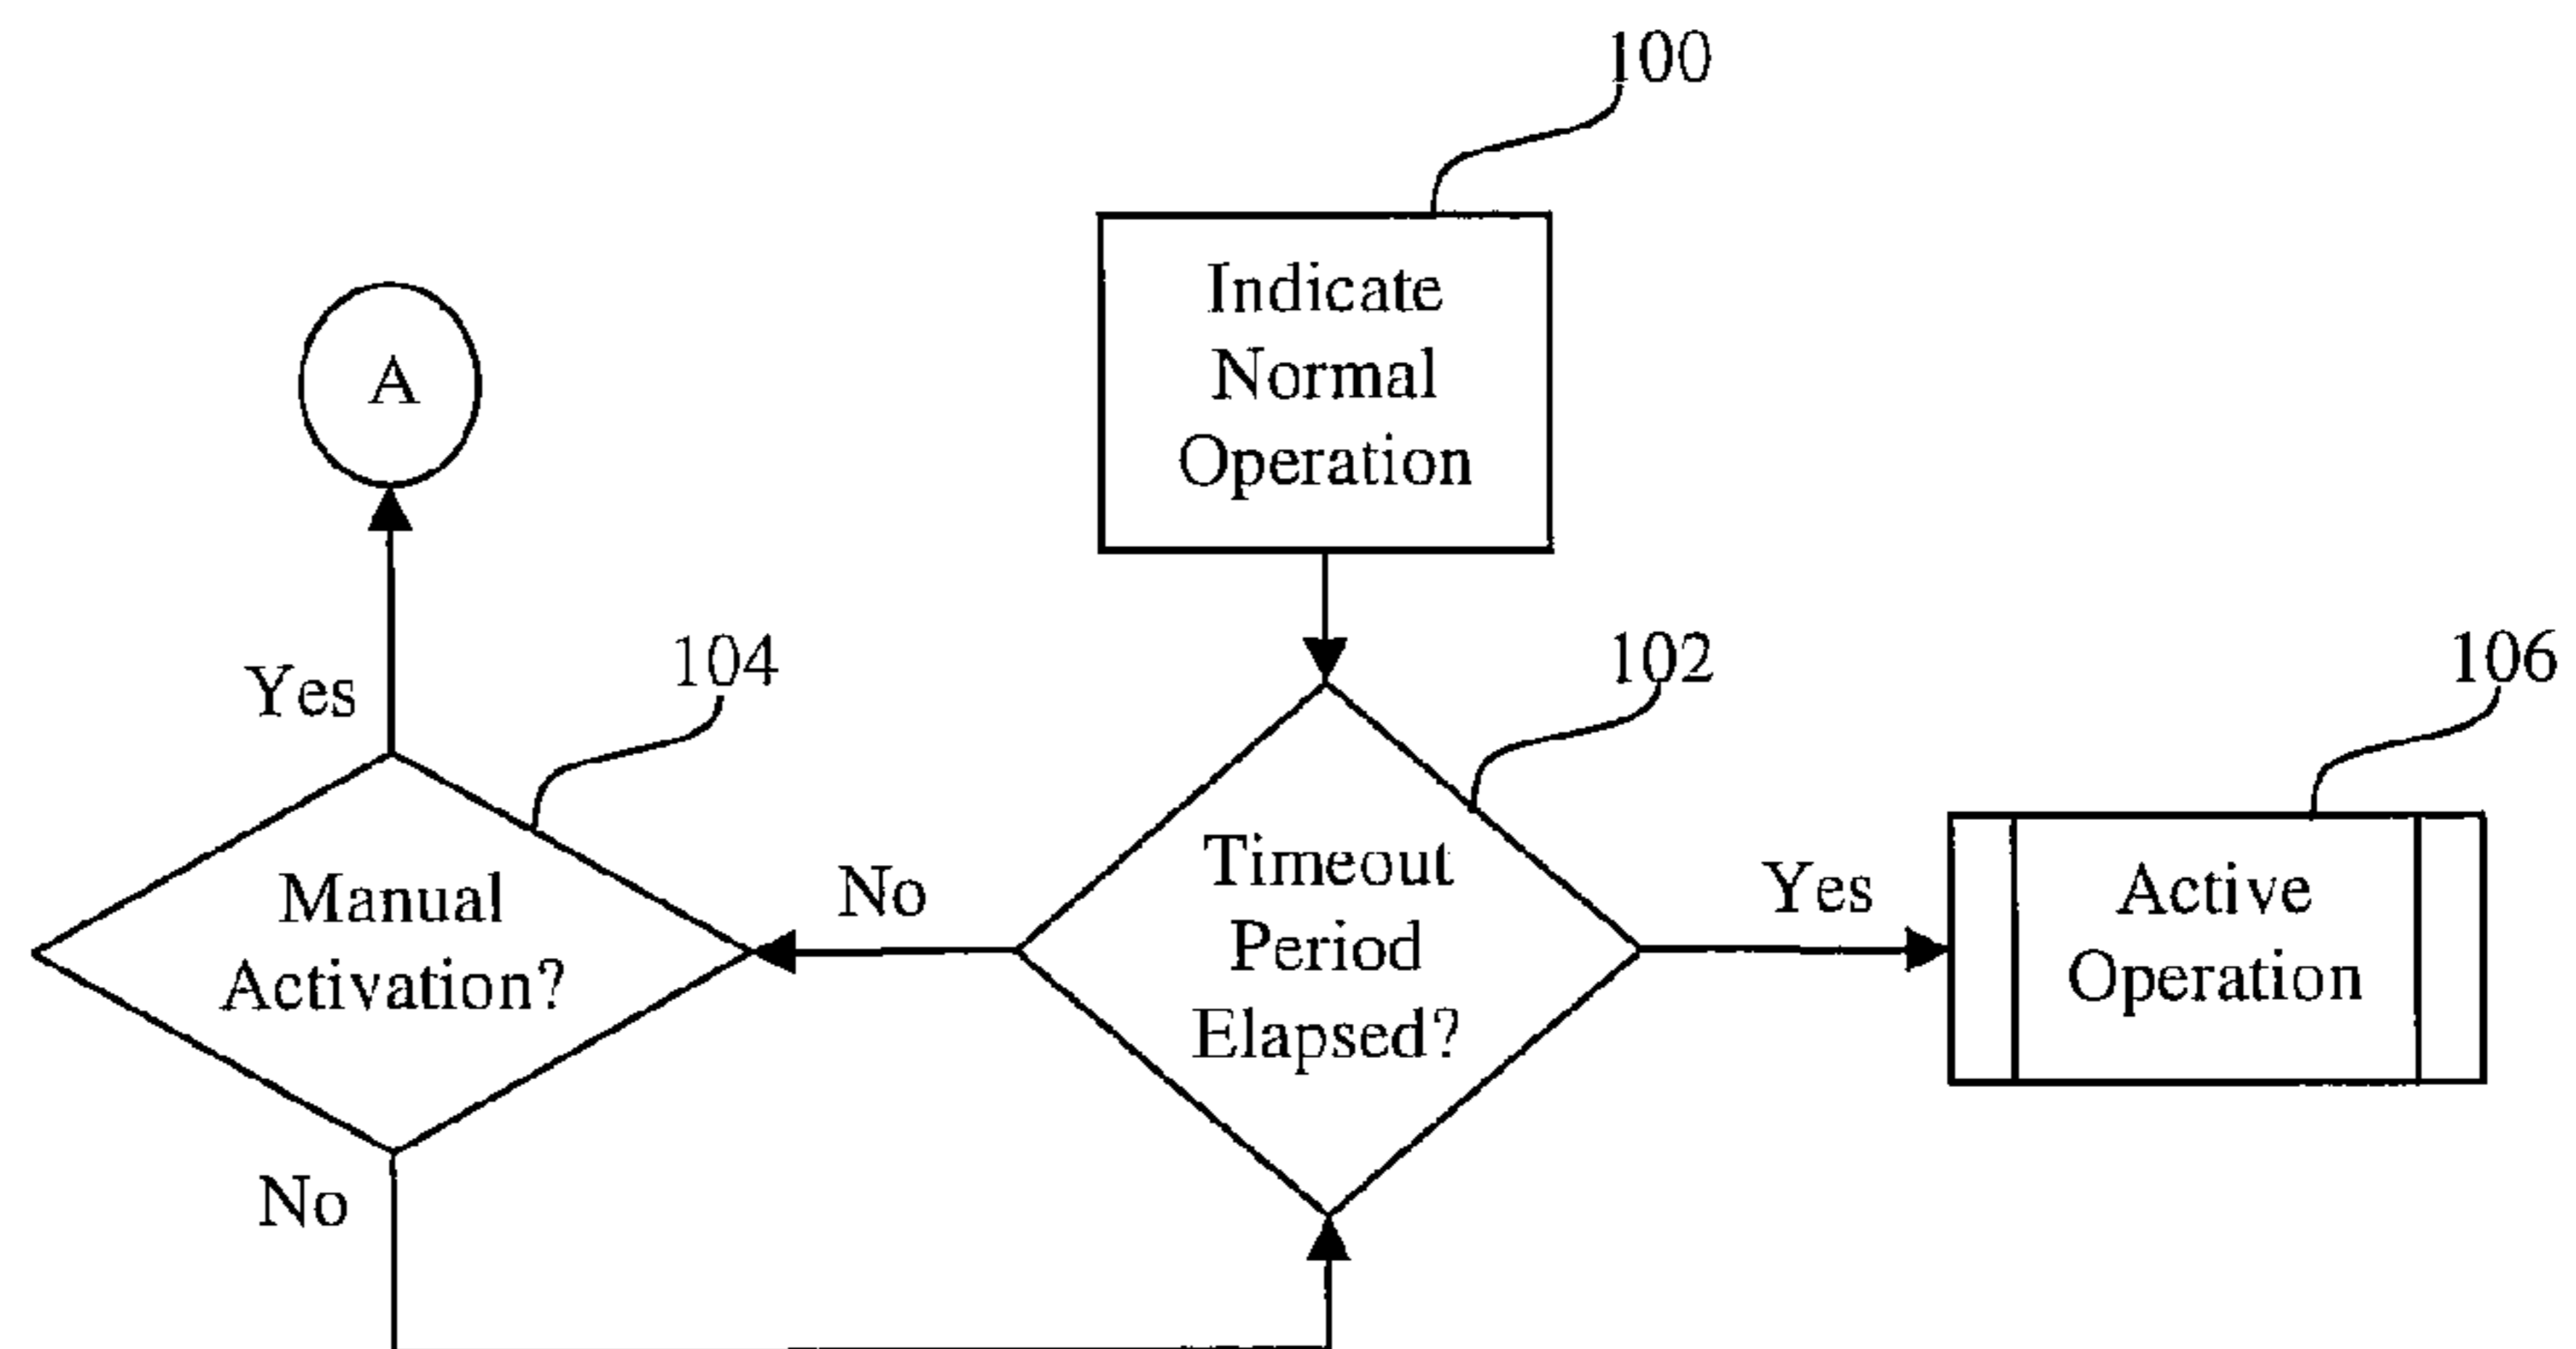 100
Indicate
Normal
Operation
A
Yes
104
102
106
Manual
Activation?
No
Timeout
Period
Elapsed?
Yes
Active
Operation
No